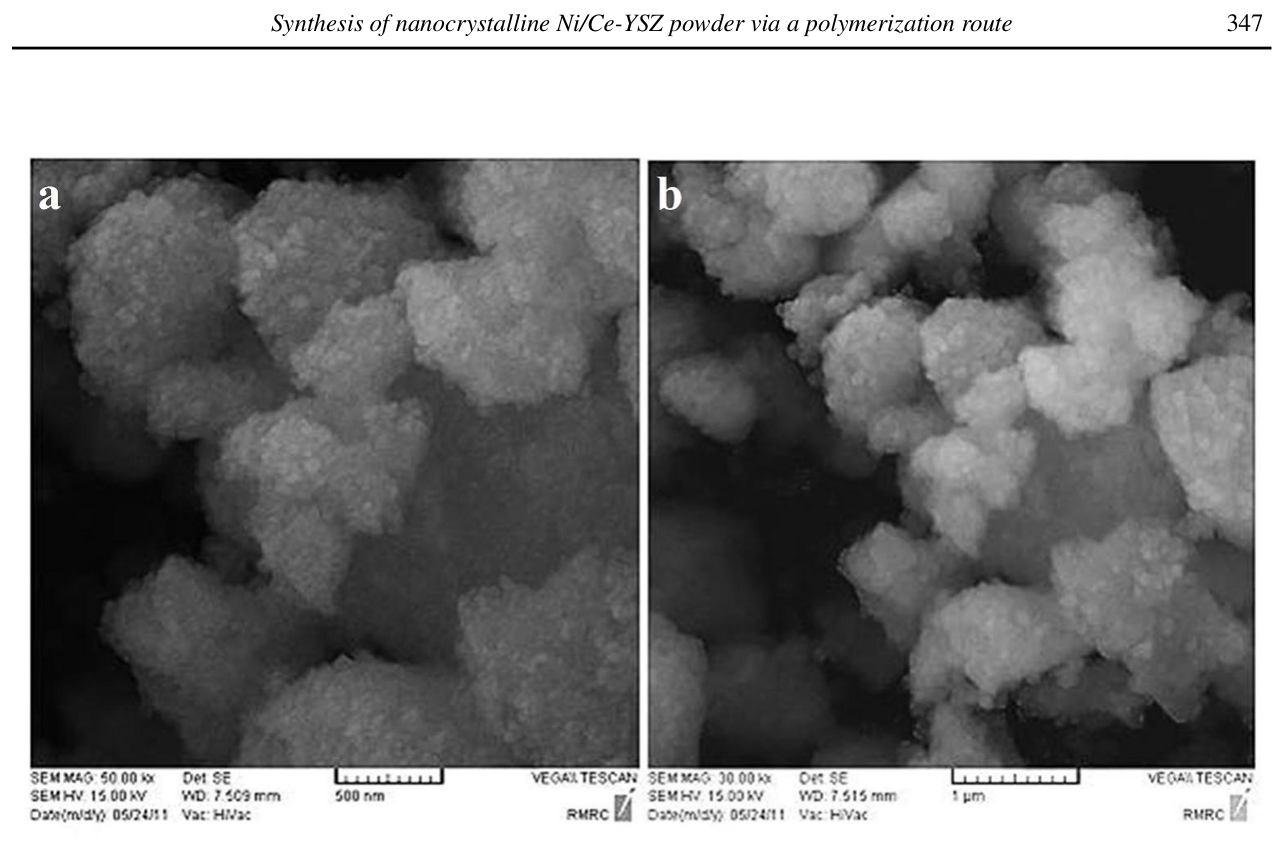 Synthesis of nanocrystalline Ni/Ce-YSZ powder via a polymerization route 347
a
b
SEM MAG: 50.00 kx Det: SE 500 nm VEGA\\ TESCAN
SEM HV: 15.00 kV WD: 7.509 mm
Date(m/d/y): 05/24/11 Vac: HiVac RMRC
SEM MAG: 30.00 kx Det: SE 1 µm VEGA\\ TESCAN
SEM HV: 15.00 kV WD: 7.515 mm
Date(m/d/y): 05/24/11 Vac: HiVac RMRC